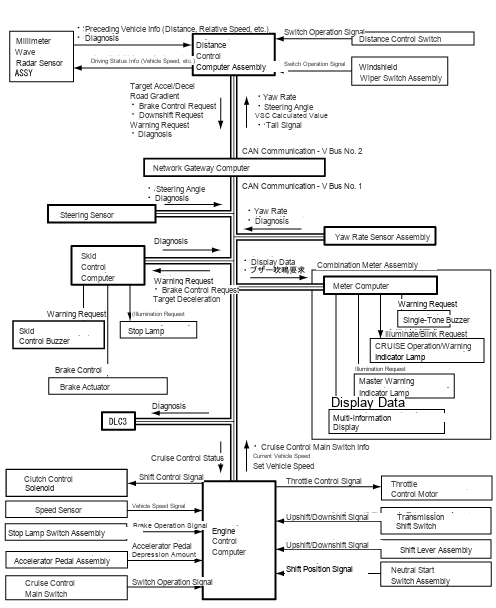 ・'Preceding Vehicle Info (Distance, Relative Speed, etc.)
・Diagnosis
Millimeter
Wave
Radar Sensor
ASSY
Driving Status Info (Vehicle Speed, etc.)
Distance
Control
Computer Assembly
Switch Operation Signal
Distance Control Switch
Switch Operation Signal
Windshield
Wiper Switch Assembly
Target Accel/Decel
Road Gradient
・Brake Control Request
・Downshift Request
Warning Request
・Diagnosis
・Yaw Rate
・Steering Angle
VSC Calculated Value
・'Tail Signal
CAN Communication - V Bus No. 2
Network Gateway Computer
CAN Communication - V Bus No. 1
・Steering Angle
・Diagnosis
Steering Sensor
・Yaw Rate
・Diagnosis
Yaw Rate Sensor Assembly
Skid
Control
Computer
Diagnosis
Warning Request
・Brake Control Request
Target Deceleration
・Display Data
・ブザー吹鳴要求
Combination Meter Assembly
Meter Computer
Warning Request
Skid
Control Buzzer
Illumination Request
Stop Lamp
Brake Control
Brake Actuator
Warning Request
Single-Tone Buzzer
Illuminate/Blink Request
CRUISE Operation/Warning
Indicator Lamp
Illumination Request
Master Warning
Indicator Lamp
Display Data
Multi-Information
Display
DLC3
Diagnosis
Cruise Control Status
・Cruise Control Main Switch Info
Current Vehicle Speed
Set Vehicle Speed
Clutch Control
Solenoid
Shift Control Signal
Speed Sensor
Vehicle Speed Signal
Stop Lamp Switch Assembly
Brake Operation Signal
Accelerator Pedal Assembly
Accelerator Pedal
Depression Amount
Cruise Control
Main Switch
Switch Operation Signal
Engine
Control
Computer
Throttle Control Signal
Throttle
Control Motor
Upshift/Downshift Signal
Transmission
Shift Switch
Upshift/Downshift Signal
Shift Lever Assembly
Shift Position Signal
Neutral Start
Switch Assembly